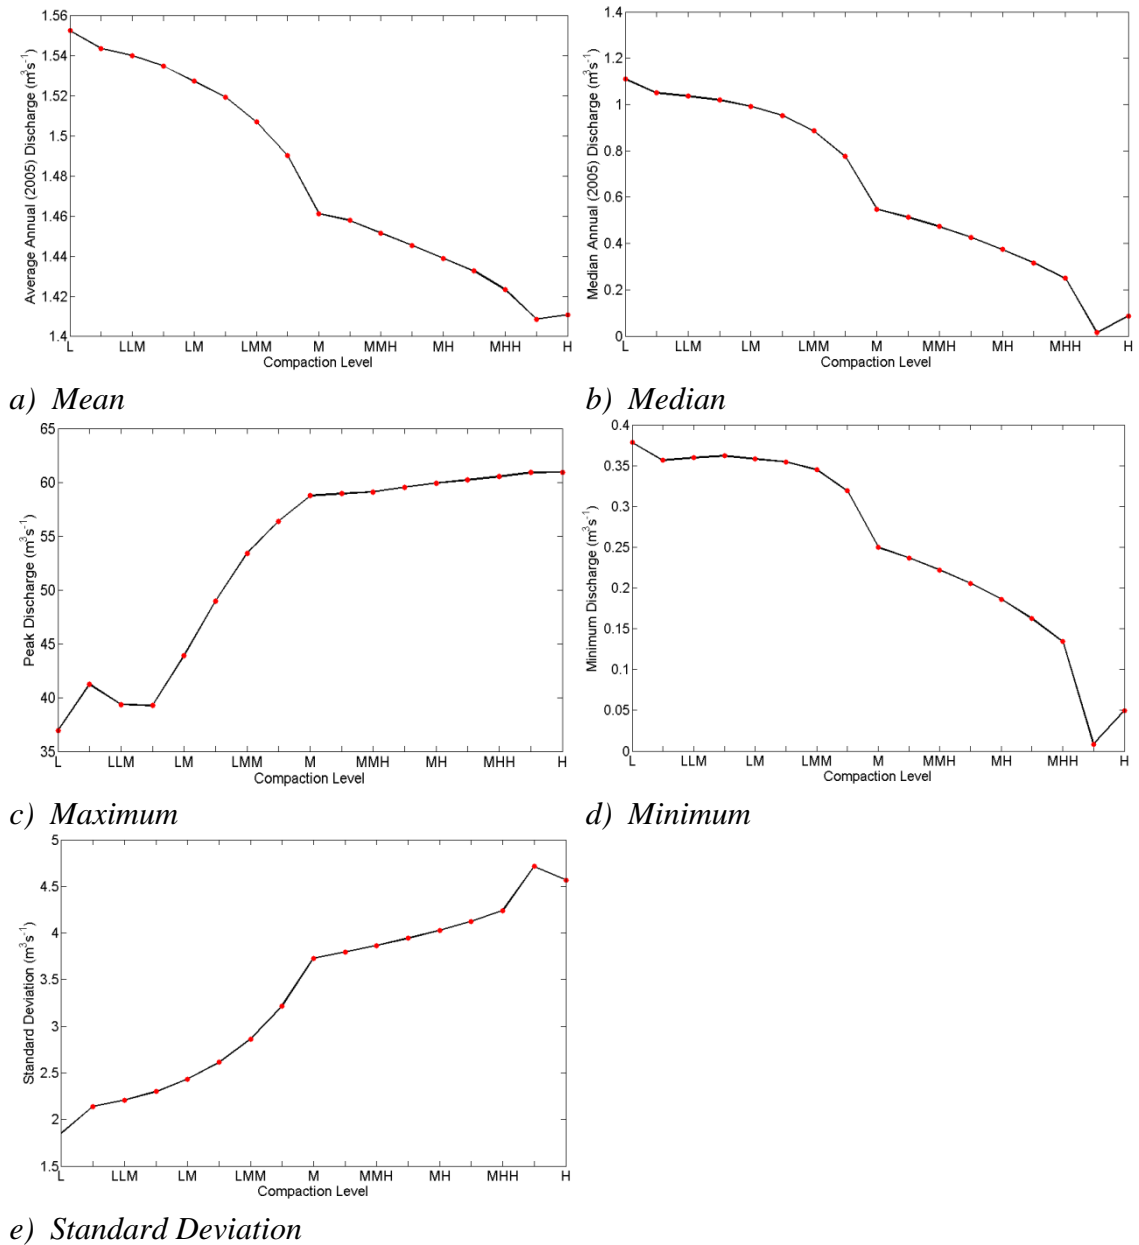 1.56
1.54
1.52
1.5
1.48
1.46
1.44
1.42
1.4
Average Annual (2005) Discharge (m³s⁻¹)
L LLM LM LMM M MMH MH MHH H
Compaction Level
a) Mean
1.4
1.2
1
0.8
0.6
0.4
0.2
0
Median Annual (2005) Discharge (m³s⁻¹)
L LLM LM LMM M MMH MH MHH H
Compaction Level
b) Median
65
60
55
50
45
40
35
Peak Discharge (m³s⁻¹)
L LLM LM LMM M MMH MH MHH H
Compaction Level
c) Maximum
0.4
0.35
0.3
0.25
0.2
0.15
0.1
0.05
0
Minimum Discharge (m³s⁻¹)
L LLM LM LMM M MMH MH MHH H
Compaction Level
d) Minimum
5
4.5
4
3.5
3
2.5
2
1.5
Standard Deviation (m³s⁻¹)
L LLM LM LMM M MMH MH MHH H
Compaction Level
e) Standard Deviation